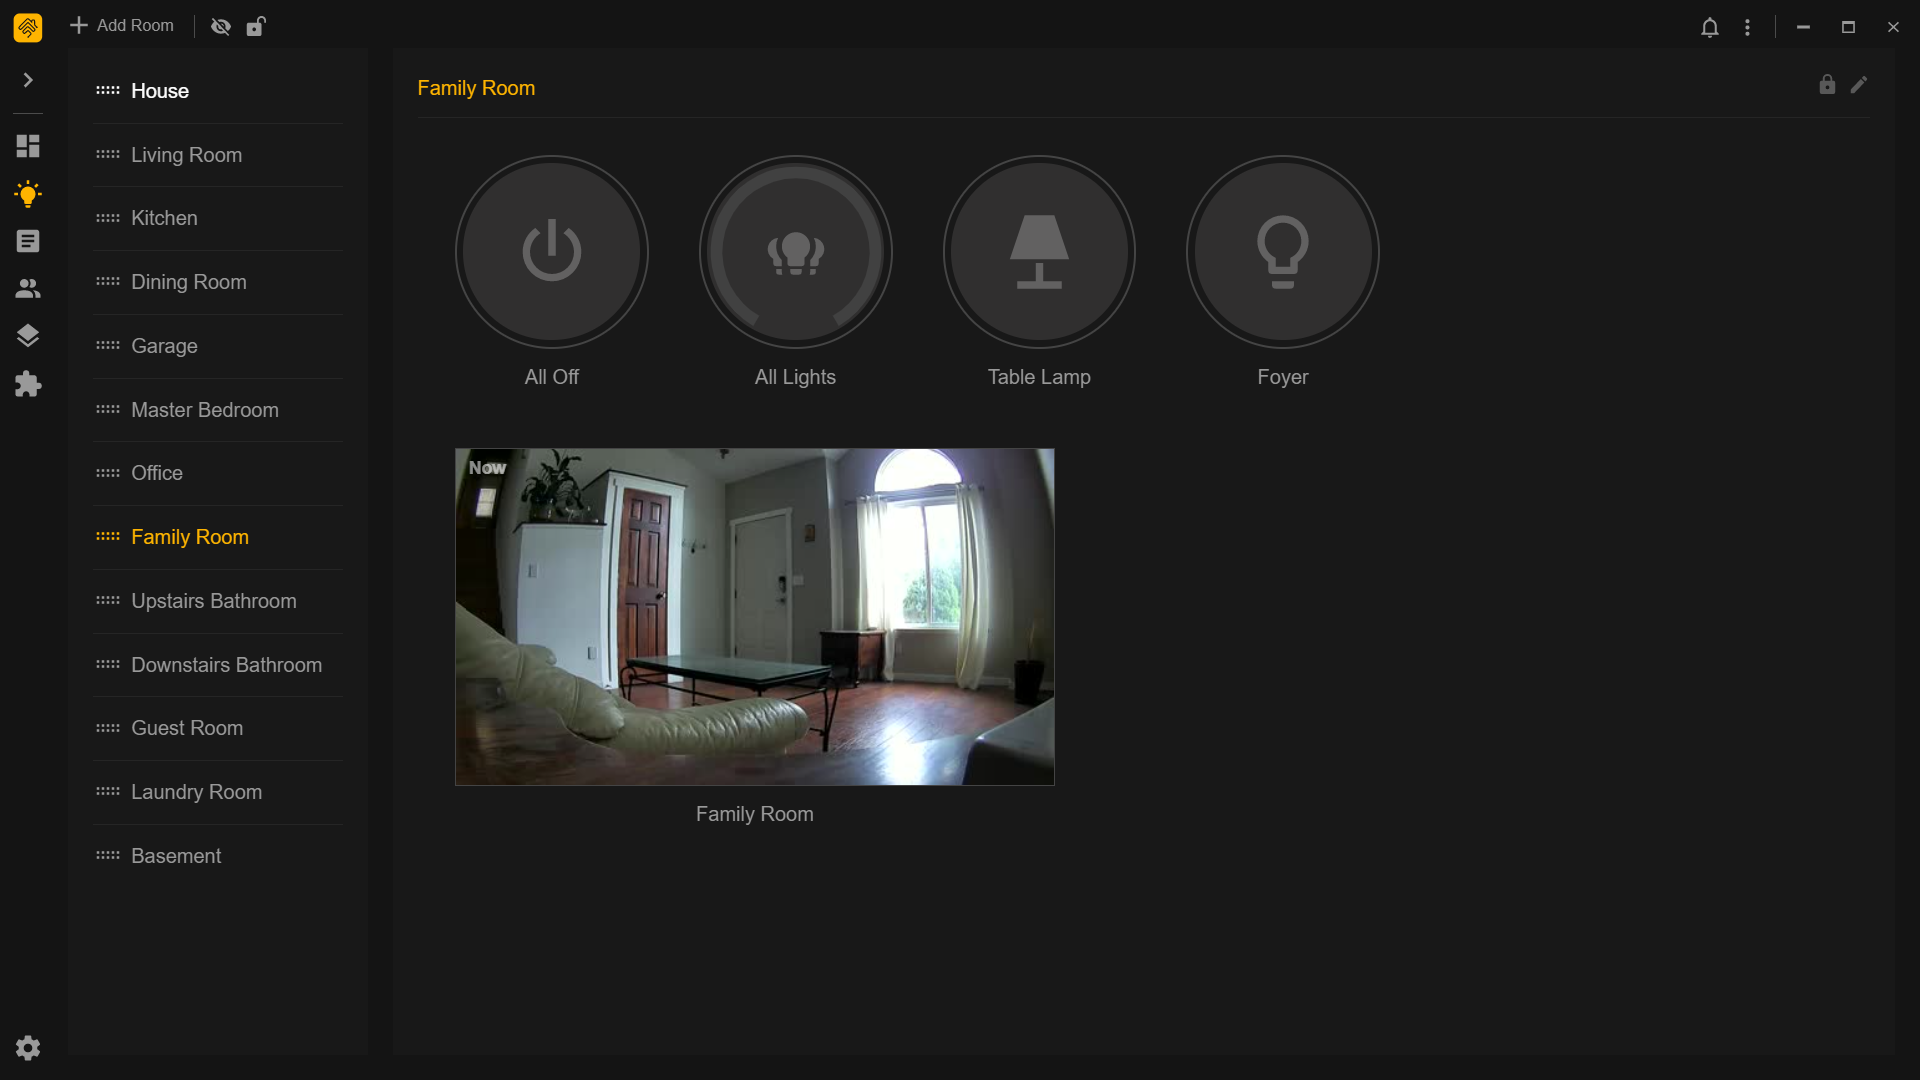 Add Room
House
Living Room
Kitchen
Dining Room
Garage
Master Bedroom
Office
Family Room
Upstairs Bathroom
Downstairs Bathroom
Guest Room
Laundry Room
Basement
Family Room
All Off
All Lights
Table Lamp
Foyer
Now
Family Room